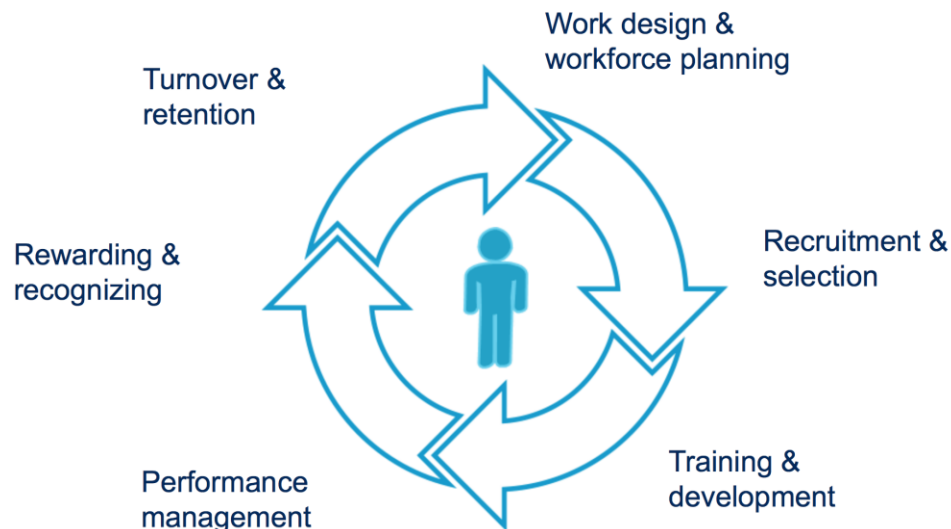 Work design &
workforce planning
Recruitment &
selection
Training &
development
Performance
management
Rewarding &
recognizing
Turnover &
retention